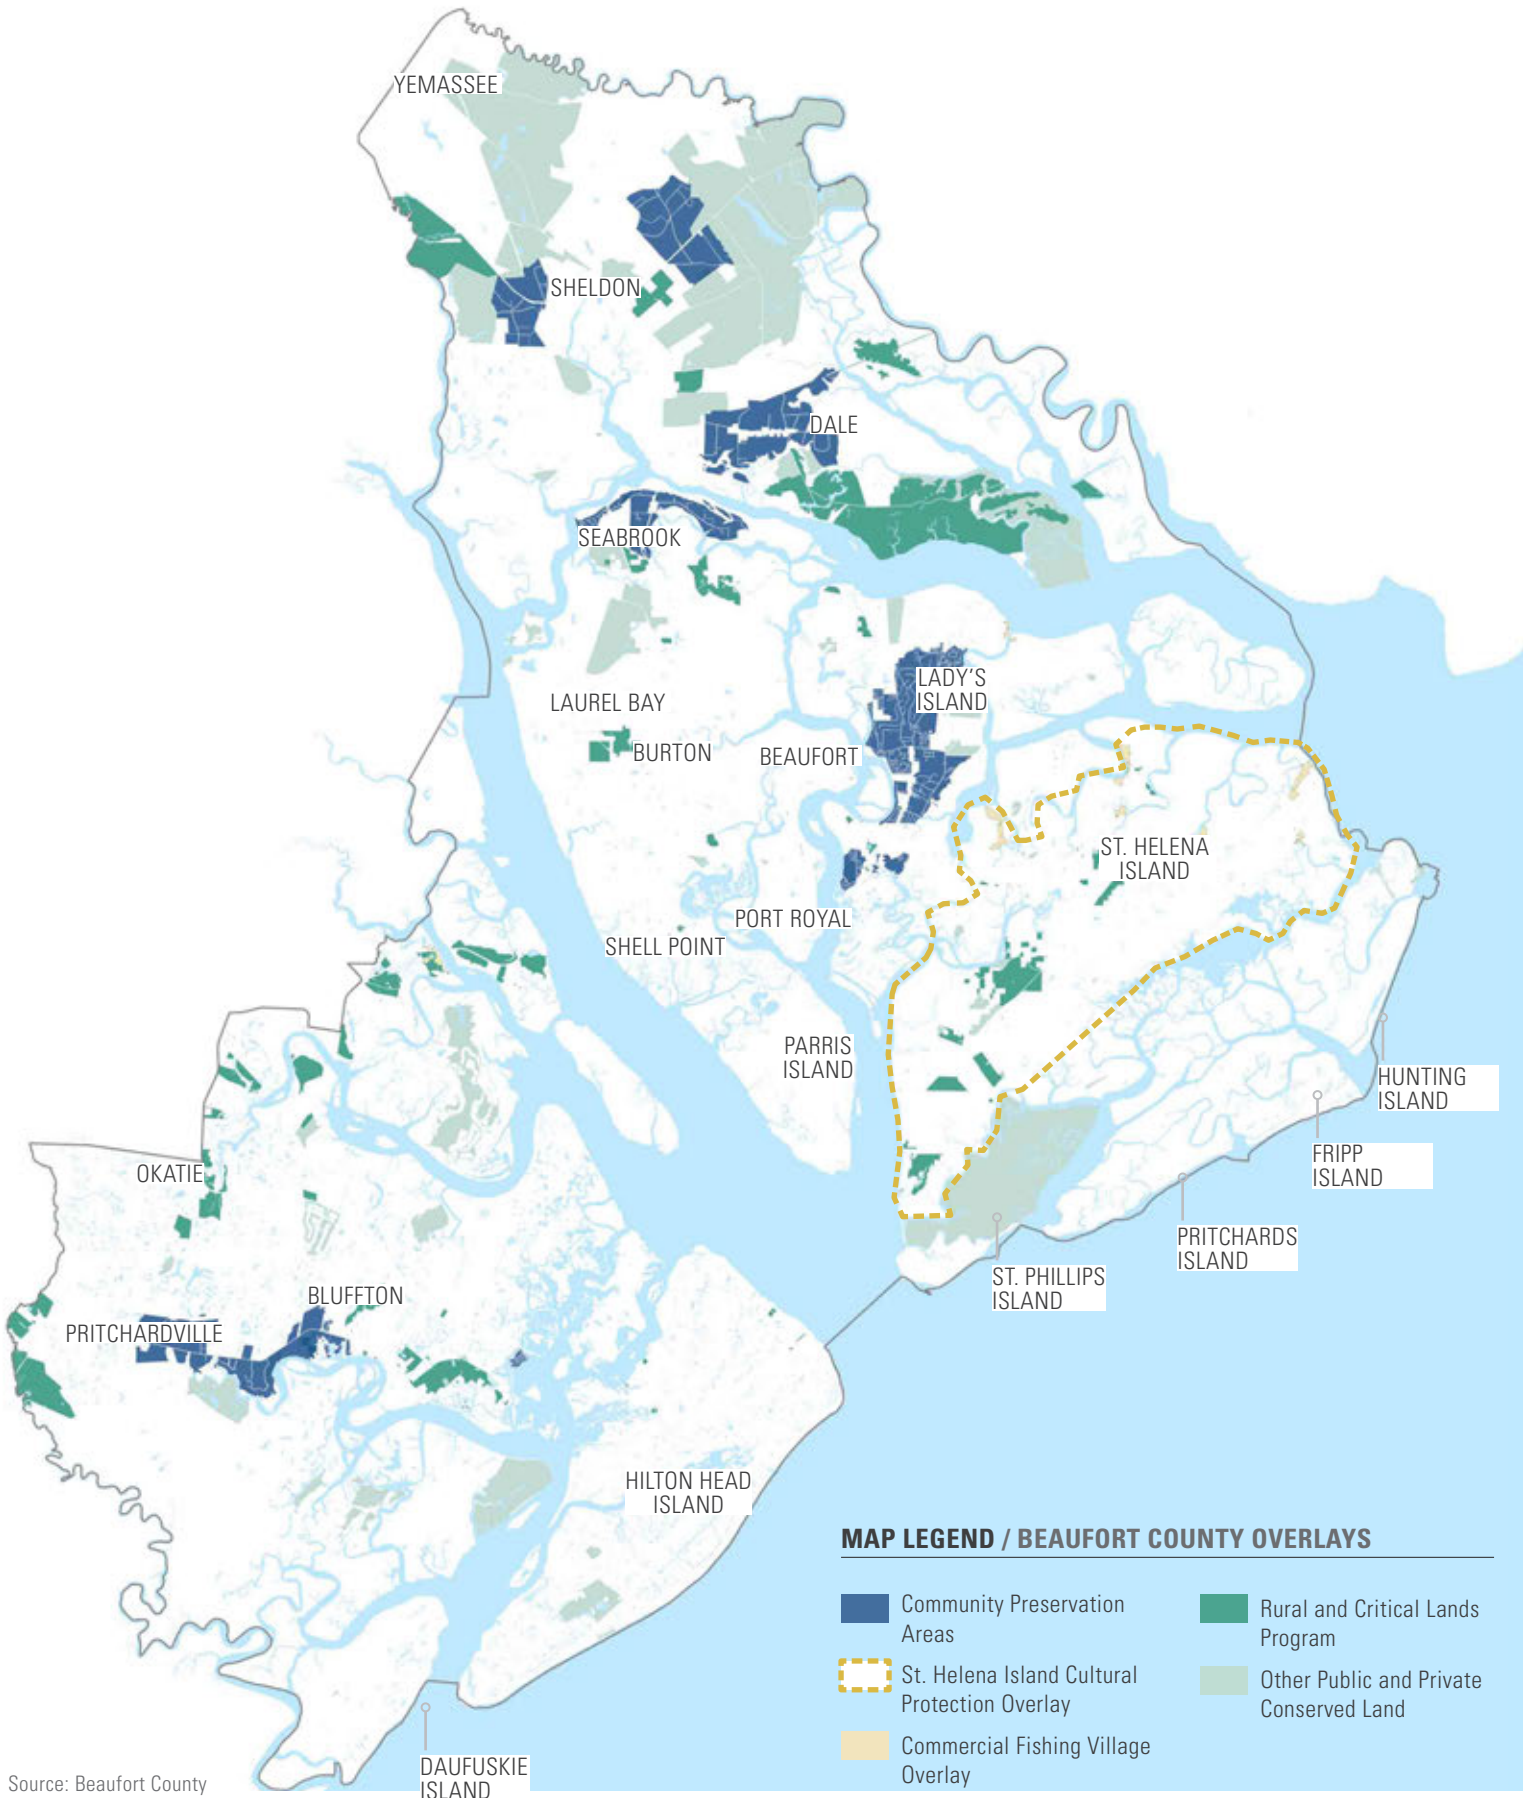 YEMASSEE
SHELDON
DALE
SEABROOK
LADY'S
ISLAND
LAUREL BAY
BURTON
BEAUFORT
ST. HELENA
ISLAND
PORT ROYAL
SHELL POINT
PARRIS
ISLAND
HUNTING
ISLAND
FRIPP
ISLAND
OKATIE
PRITCHARDS
ISLAND
ST. PHILLIPS
ISLAND
BLUFFTON
PRITCHARDVILLE
HILTON HEAD
ISLAND
MAP LEGEND / BEAUFORT COUNTY OVERLAYS
Community Preservation
Areas
St. Helena Island Cultural
Protection Overlay
Commercial Fishing Village
Overlay
Rural and Critical Lands
Program
Other Public and Private
Conserved Land
DAUFUSKIE
ISLAND
Source: Beaufort County